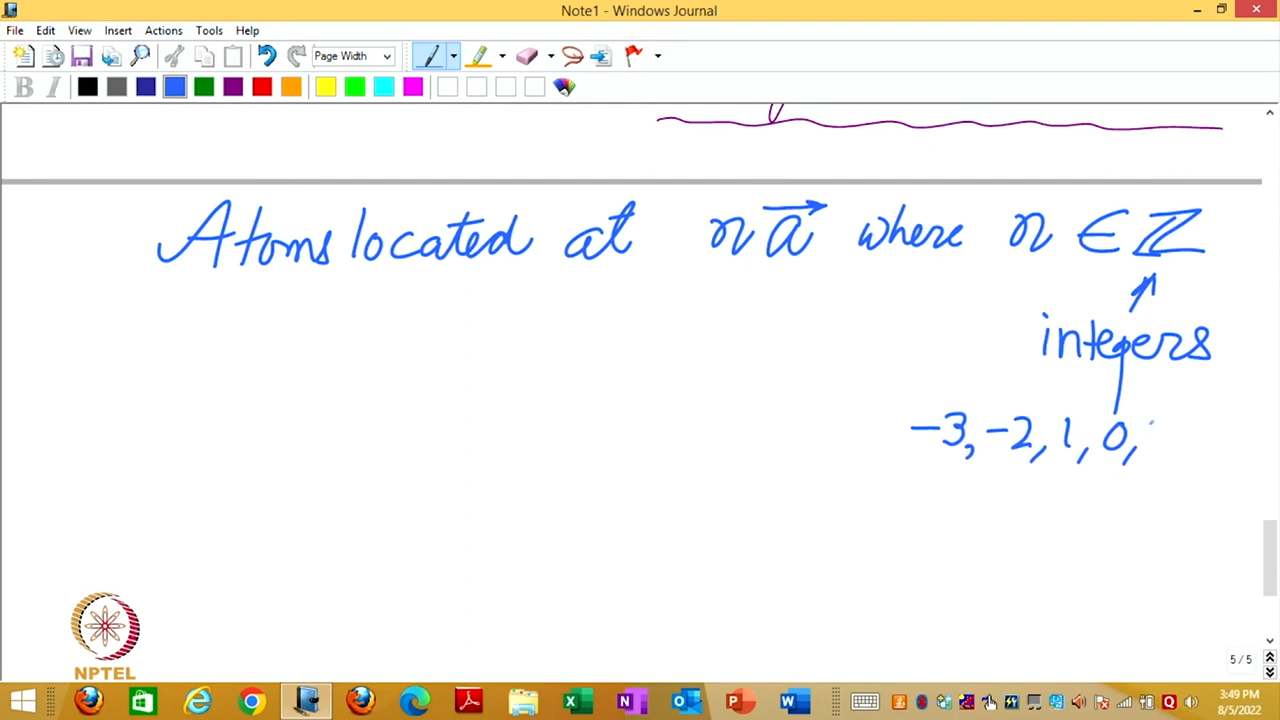 Note1 - Windows Journal
File Edit View Insert Actions Tools Help
Page Width
B I
Atoms located at n a⃗ where n ∈ ℤ
integers
-3, -2, 1, 0,
NPTEL
5 / 5
3:49 PM
8/5/2022